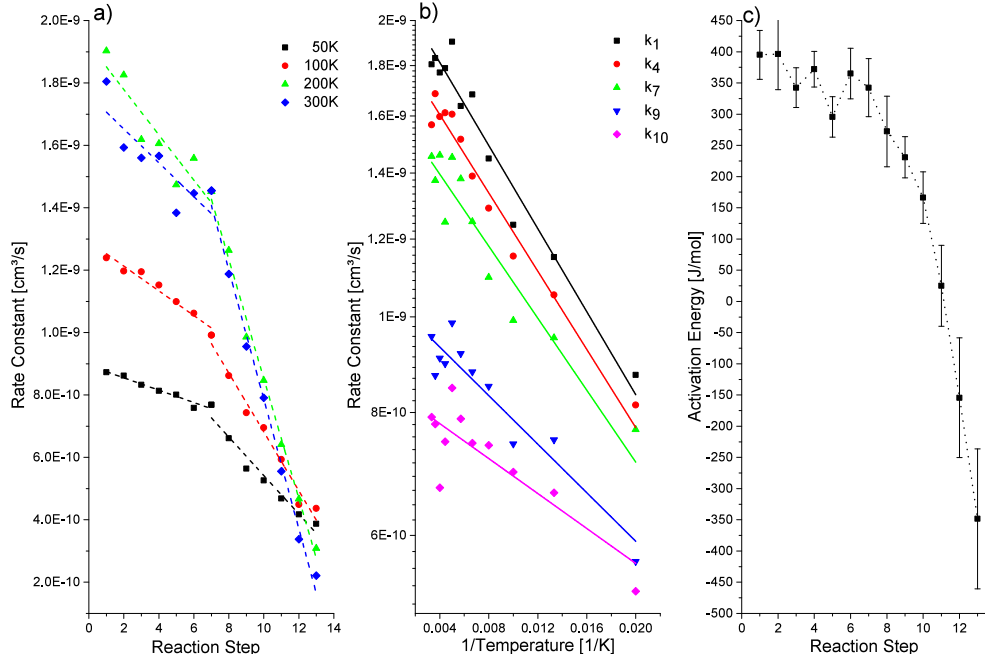 a)
2.0E-9
1.8E-9
1.6E-9
1.4E-9
1.2E-9
1.0E-9
8.0E-10
6.0E-10
4.0E-10
2.0E-10
Rate Constant [cm³/s]
0 2 4 6 8 10 12 14
Reaction Step
50K
100K
200K
300K
b)
2E-9
1.8E-9
1.6E-9
1.4E-9
1.2E-9
1E-9
8E-10
6E-10
Rate Constant [cm³/s]
0.004 0.008 0.012 0.016 0.020
1/Temperature [1/K]
k1
k4
k7
k9
k10
c)
450
400
350
300
250
200
150
100
50
0
-50
-100
-150
-200
-250
-300
-350
-400
-450
-500
Activation Energy [J/mol]
0 2 4 6 8 10 12
Reaction Step